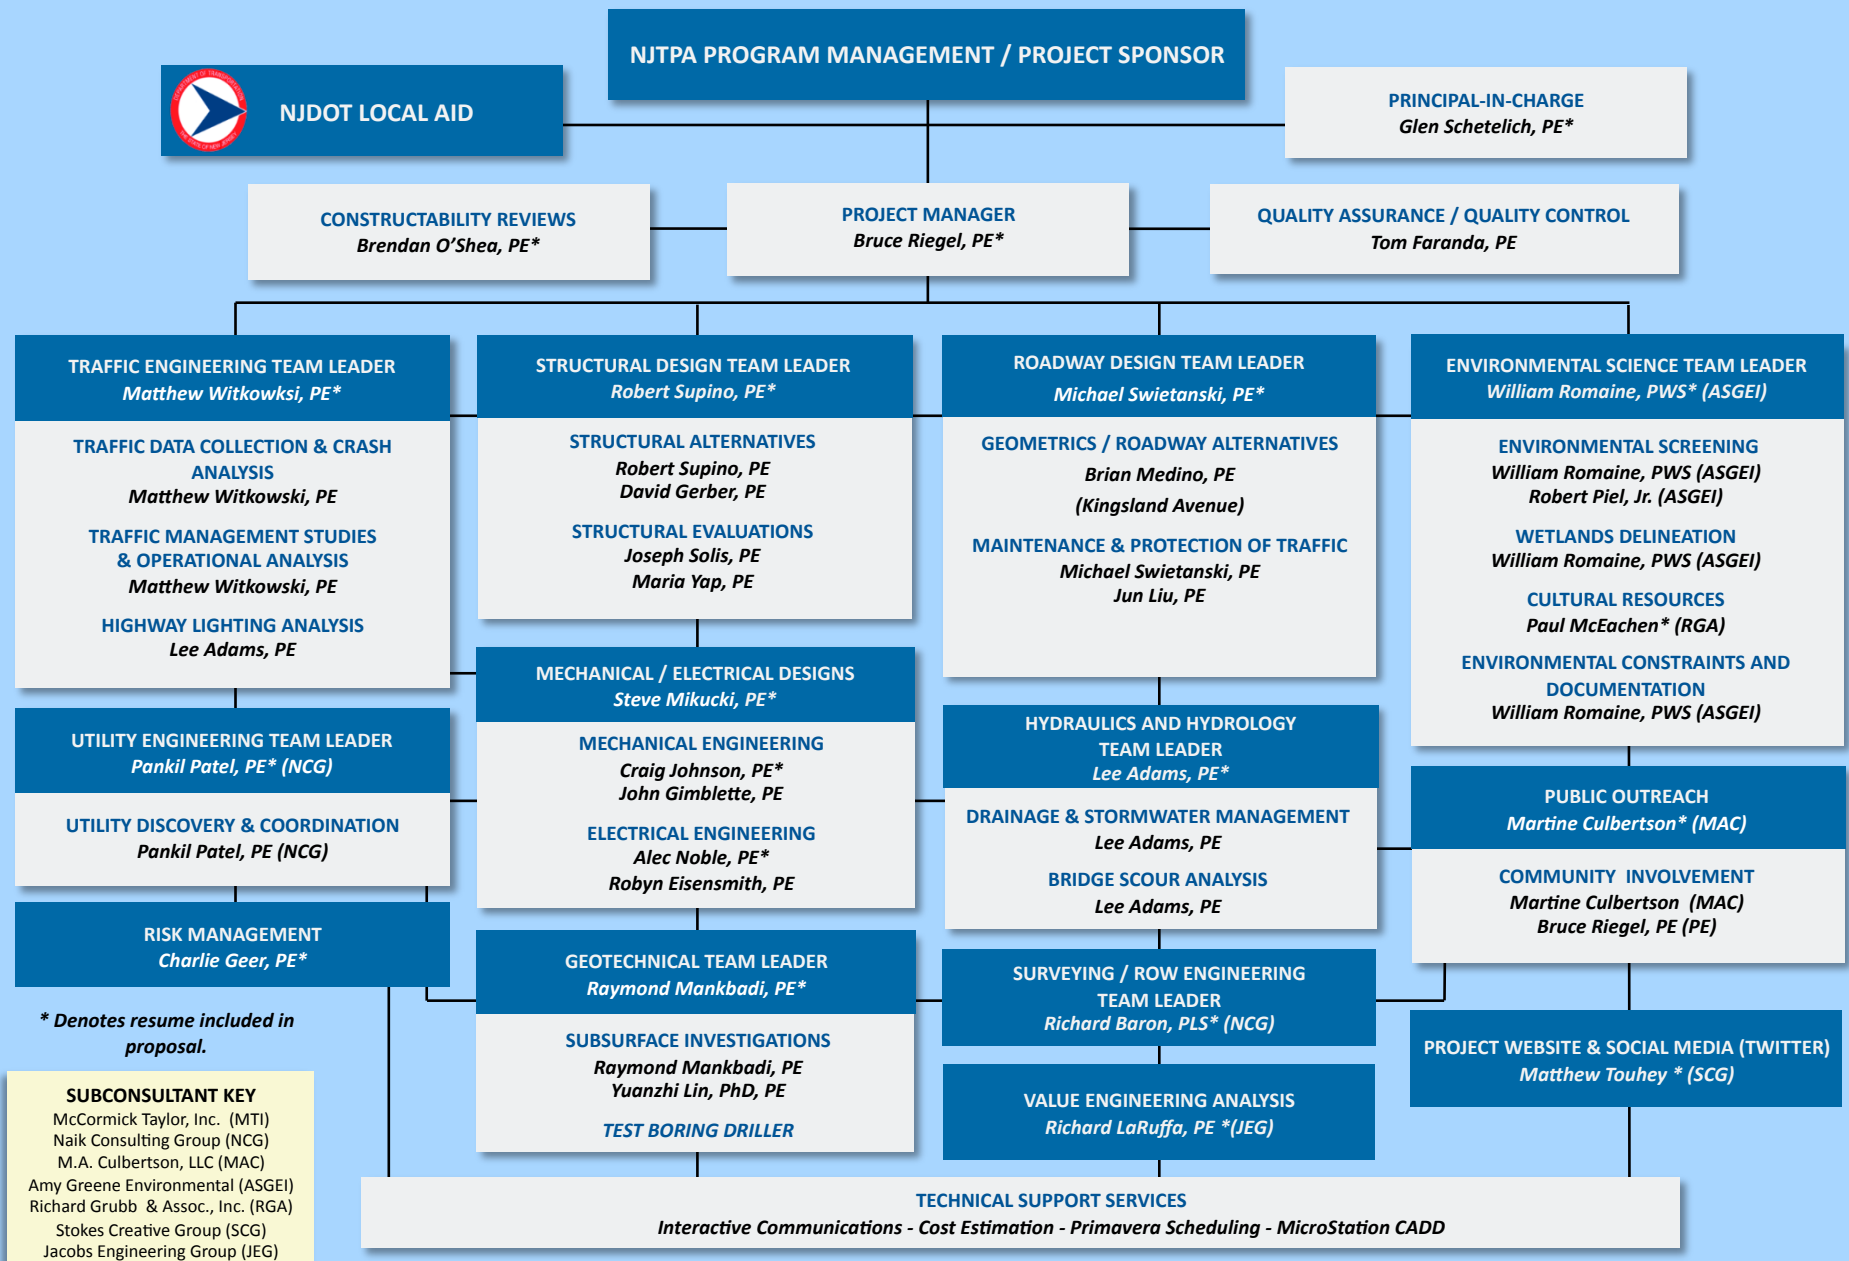 NJTPA PROGRAM MANAGEMENT / PROJECT SPONSOR
NJDOT LOCAL AID
PRINCIPAL-IN-CHARGE
Glen Schetelich, PE*
CONSTRUCTABILITY REVIEWS
Brendan O’Shea, PE*
PROJECT MANAGER
Bruce Riegel, PE*
QUALITY ASSURANCE / QUALITY CONTROL
Tom Faranda, PE
TRAFFIC ENGINEERING TEAM LEADER
Matthew Witkowksi, PE*
TRAFFIC DATA COLLECTION & CRASH
ANALYSIS
Matthew Witkowski, PE
TRAFFIC MANAGEMENT STUDIES
& OPERATIONAL ANALYSIS
Matthew Witkowski, PE
HIGHWAY LIGHTING ANALYSIS
Lee Adams, PE
UTILITY ENGINEERING TEAM LEADER
Pankil Patel, PE* (NCG)
UTILITY DISCOVERY & COORDINATION
Pankil Patel, PE (NCG)
RISK MANAGEMENT
Charlie Geer, PE*
* Denotes resume included in
proposal.
SUBCONSULTANT KEY
McCormick Taylor, Inc. (MTI)
Naik Consulting Group (NCG)
M.A. Culbertson, LLC (MAC)
Amy Greene Environmental (ASGEI)
Richard Grubb & Assoc., Inc. (RGA)
Stokes Creative Group (SCG)
Jacobs Engineering Group (JEG)
STRUCTURAL DESIGN TEAM LEADER
Robert Supino, PE*
STRUCTURAL ALTERNATIVES
Robert Supino, PE
David Gerber, PE
STRUCTURAL EVALUATIONS
Joseph Solis, PE
Maria Yap, PE
MECHANICAL / ELECTRICAL DESIGNS
Steve Mikucki, PE*
MECHANICAL ENGINEERING
Craig Johnson, PE*
John Gimblette, PE
ELECTRICAL ENGINEERING
Alec Noble, PE*
Robyn Eisensmith, PE
GEOTECHNICAL TEAM LEADER
Raymond Mankbadi, PE*
SUBSURFACE INVESTIGATIONS
Raymond Mankbadi, PE
Yuanzhi Lin, PhD, PE
TEST BORING DRILLER
ROADWAY DESIGN TEAM LEADER
Michael Swietanski, PE*
GEOMETRICS / ROADWAY ALTERNATIVES
Brian Medino, PE
(Kingsland Avenue)
MAINTENANCE & PROTECTION OF TRAFFIC
Michael Swietanski, PE
Jun Liu, PE
HYDRAULICS AND HYDROLOGY
TEAM LEADER
Lee Adams, PE*
DRAINAGE & STORMWATER MANAGEMENT
Lee Adams, PE
BRIDGE SCOUR ANALYSIS
Lee Adams, PE
SURVEYING / ROW ENGINEERING
TEAM LEADER
Richard Baron, PLS* (NCG)
VALUE ENGINEERING ANALYSIS
Richard LaRuffa, PE *(JEG)
ENVIRONMENTAL SCIENCE TEAM LEADER
William Romaine, PWS* (ASGEI)
ENVIRONMENTAL SCREENING
William Romaine, PWS (ASGEI)
Robert Piel, Jr. (ASGEI)
WETLANDS DELINEATION
William Romaine, PWS (ASGEI)
CULTURAL RESOURCES
Paul McEachen* (RGA)
ENVIRONMENTAL CONSTRAINTS AND
DOCUMENTATION
William Romaine, PWS (ASGEI)
PUBLIC OUTREACH
Martine Culbertson* (MAC)
COMMUNITY INVOLVEMENT
Martine Culbertson (MAC)
Bruce Riegel, PE (PE)
PROJECT WEBSITE & SOCIAL MEDIA (TWITTER)
Matthew Touhey * (SCG)
TECHNICAL SUPPORT SERVICES
Interactive Communications - Cost Estimation - Primavera Scheduling - MicroStation CADD